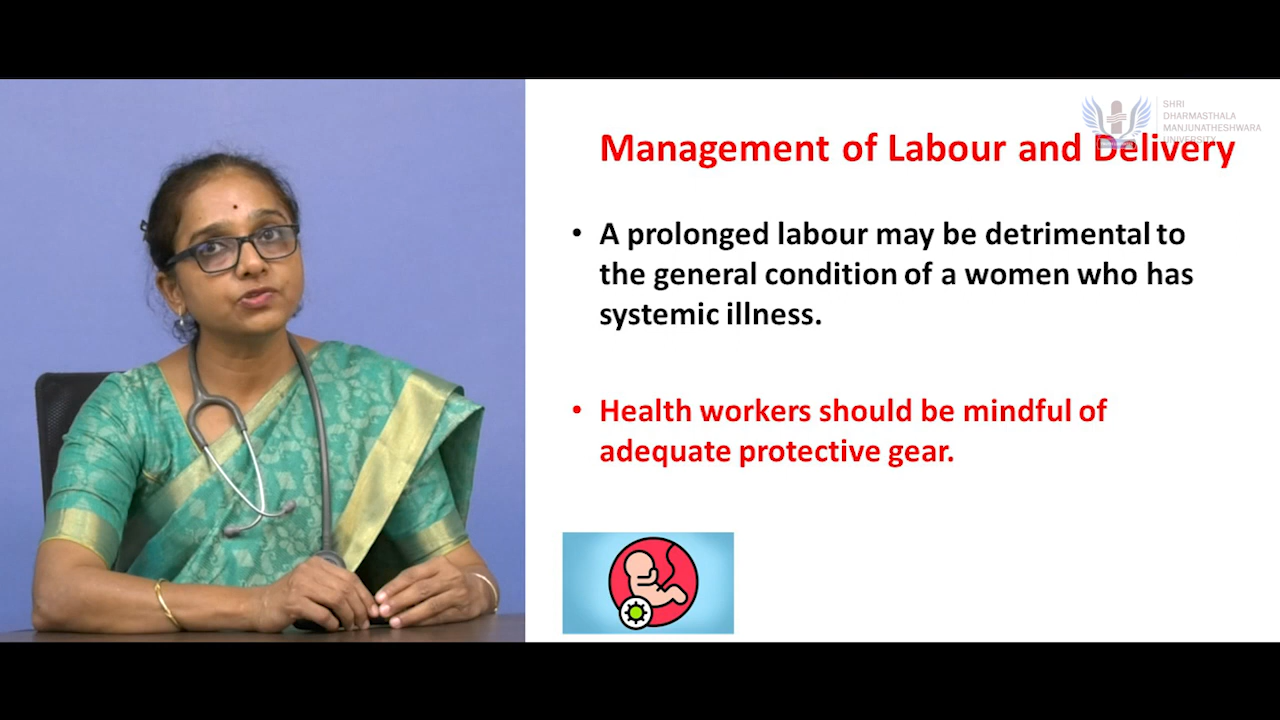 SHRI
DHARMASTHALA
MANJUNATHESHWARA
UNIVERSITY
Management of Labour and Delivery
• A prolonged labour may be detrimental to
the general condition of a women who has
systemic illness.
• Health workers should be mindful of
adequate protective gear.